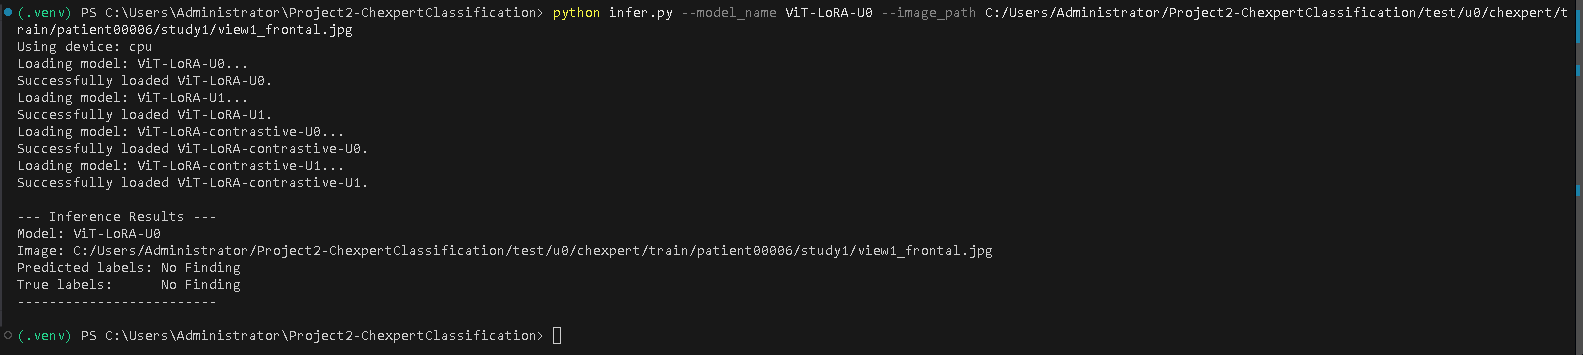 (.venv) PS C:\Users\Administrator\Project2-ChexpertClassification> python infer.py --model_name ViT-LoRA-U0 --image_path C:/Users/Administrator/Project2-ChexpertClassification/test/u0/chexpert/t
rain/patient00006/study1/view1_frontal.jpg
Using device: cpu
Loading model: ViT-LoRA-U0...
Successfully loaded ViT-LoRA-U0.
Loading model: ViT-LoRA-U1...
Successfully loaded ViT-LoRA-U1.
Loading model: ViT-LoRA-contrastive-U0...
Successfully loaded ViT-LoRA-contrastive-U0.
Loading model: ViT-LoRA-contrastive-U1...
Successfully loaded ViT-LoRA-contrastive-U1.

--- Inference Results ---
Model: ViT-LoRA-U0
Image: C:/Users/Administrator/Project2-ChexpertClassification/test/u0/chexpert/train/patient00006/study1/view1_frontal.jpg
Predicted labels: No Finding
True labels:      No Finding
-------------------------

(.venv) PS C:\Users\Administrator\Project2-ChexpertClassification>